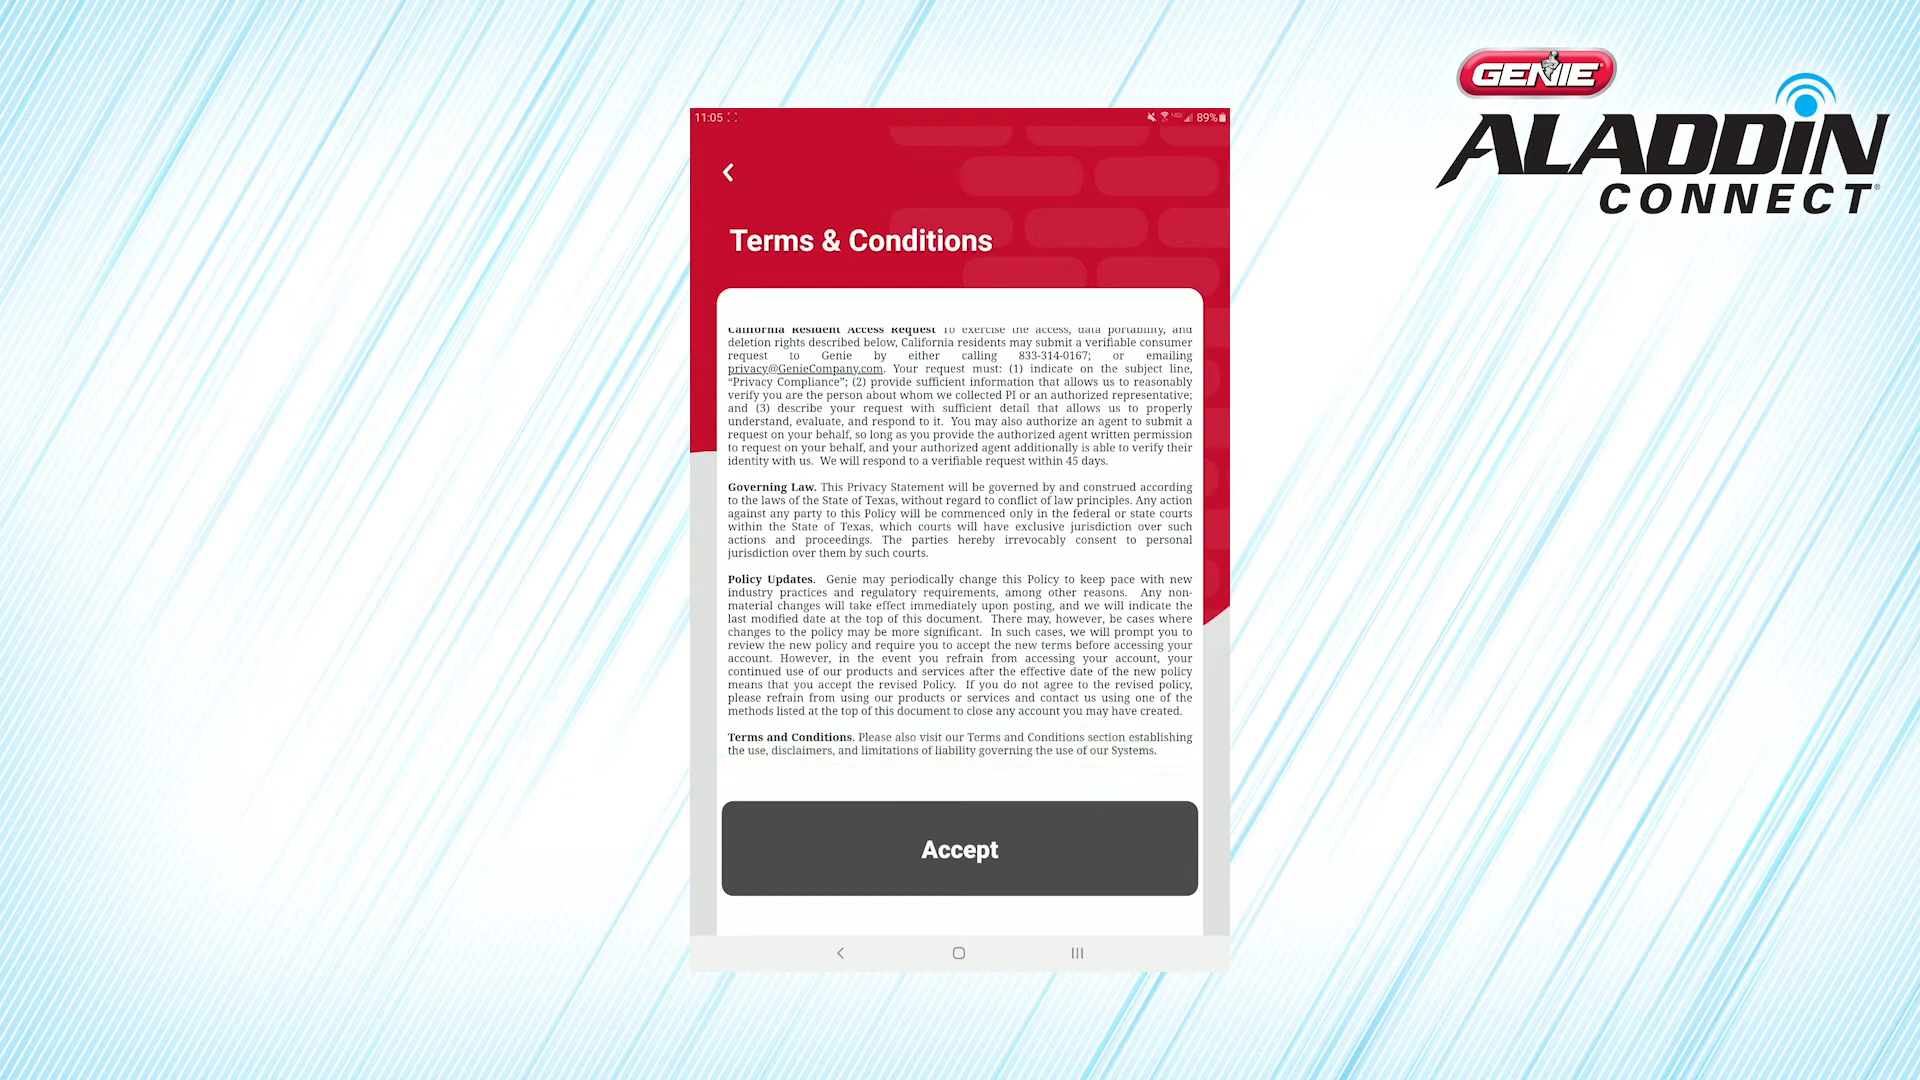 GENIE
ALADDIN
CONNECT®
11:05
89%
Terms & Conditions
California Resident Access Request To exercise the access, data portability, and
deletion rights described below, California residents may submit a verifiable consumer
request to Genie by either calling 833-314-0167; or emailing
privacy@GenieCompany.com. Your request must: (1) indicate on the subject line,
“Privacy Compliance”; (2) provide sufficient information that allows us to reasonably
verify you are the person about whom we collected PI or an authorized representative;
and (3) describe your request with sufficient detail that allows us to properly
understand, evaluate, and respond to it. You may also authorize an agent to submit a
request on your behalf, so long as you provide the authorized agent written permission
to request on your behalf, and your authorized agent additionally is able to verify their
identity with us. We will respond to a verifiable request within 45 days.
Governing Law. This Privacy Statement will be governed by and construed according
to the laws of the State of Texas, without regard to conflict of law principles. Any action
against any party to this Policy will be commenced only in the federal or state courts
within the State of Texas, which courts will have exclusive jurisdiction over such
actions and proceedings. The parties hereby irrevocably consent to personal
jurisdiction over them by such courts.
Policy Updates. Genie may periodically change this Policy to keep pace with new
industry practices and regulatory requirements, among other reasons. Any non-
material changes will take effect immediately upon posting, and we will indicate the
last modified date at the top of this document. There may, however, be cases where
changes to the policy may be more significant. In such cases, we will prompt you to
review the new policy and require you to accept the new terms before accessing your
account. However, in the event you refrain from accessing your account, your
continued use of our products and services after the effective date of the new policy
means that you accept the revised Policy. If you do not agree to the revised policy,
please refrain from using our products or services and contact us using one of the
methods listed at the top of this document to close any account you may have created.
Terms and Conditions. Please also visit our Terms and Conditions section establishing
the use, disclaimers, and limitations of liability governing the use of our Systems.
Accept